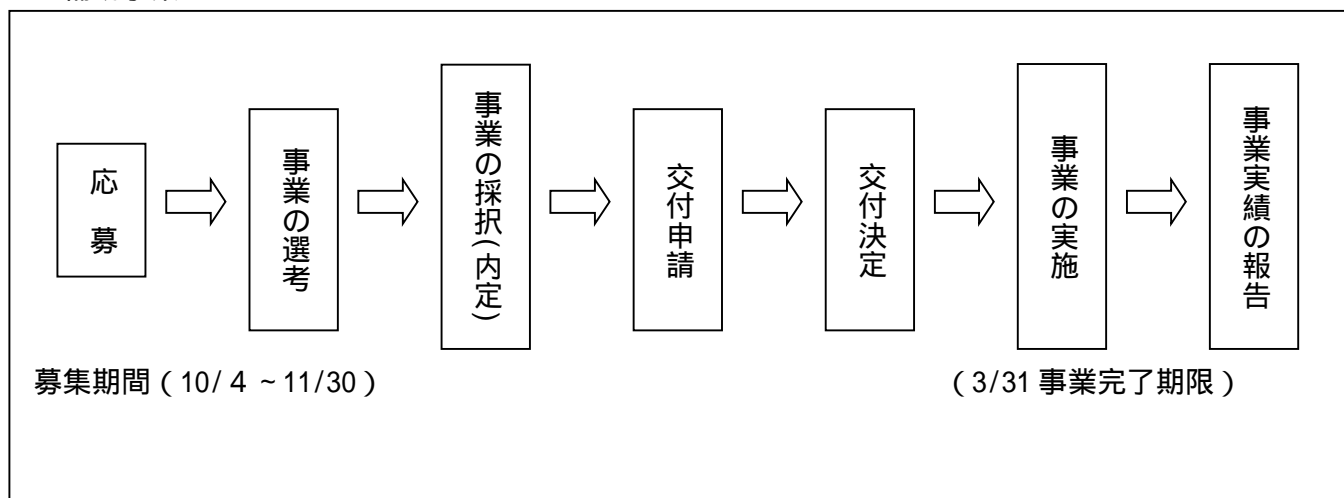 応募
事業の選考
事業の採択(内定)
交付申請
交付決定
事業の実施
事業実績の報告
募集期間(10/4 ~11/30)
(3/31 事業完了期限)